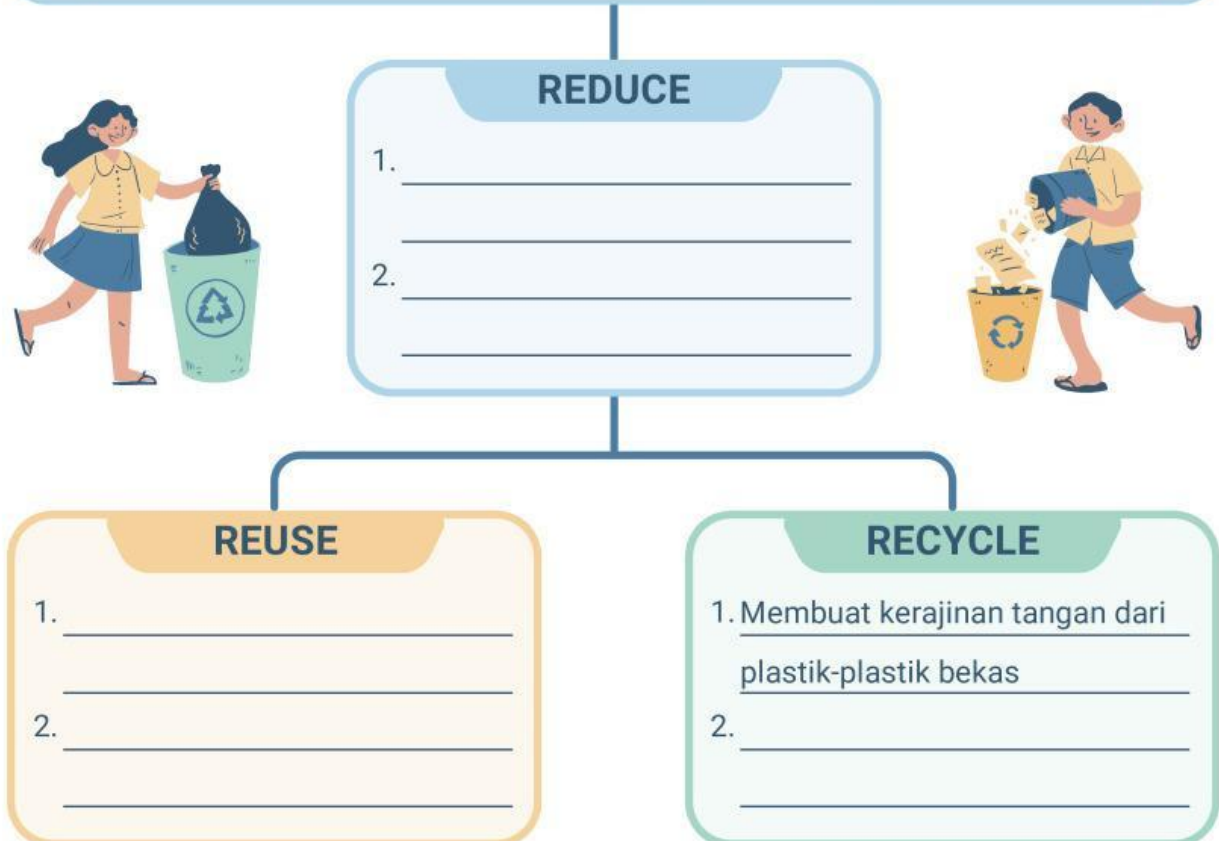 REDUCE
1.
2.
REUSE
1.
2.
RECYCLE
1. Membuat kerajinan tangan dari
plastik-plastik bekas
2.